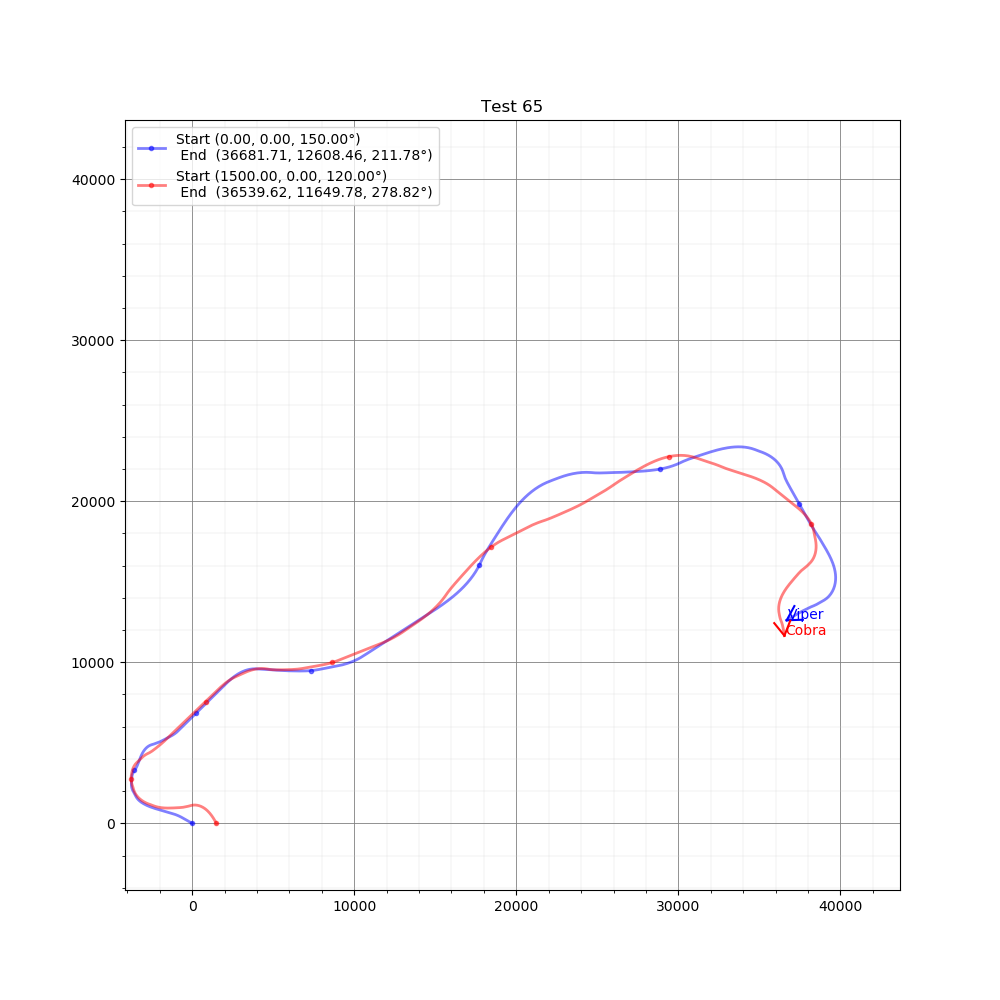 Test 65
Start (0.00, 0.00, 150.00°)
End (36681.71, 12608.46, 211.78°)
Start (1500.00, 0.00, 120.00°)
End (36539.62, 11649.78, 278.82°)
40000
30000
20000
10000
0
Viper
Cobra
0 10000 20000 30000 40000